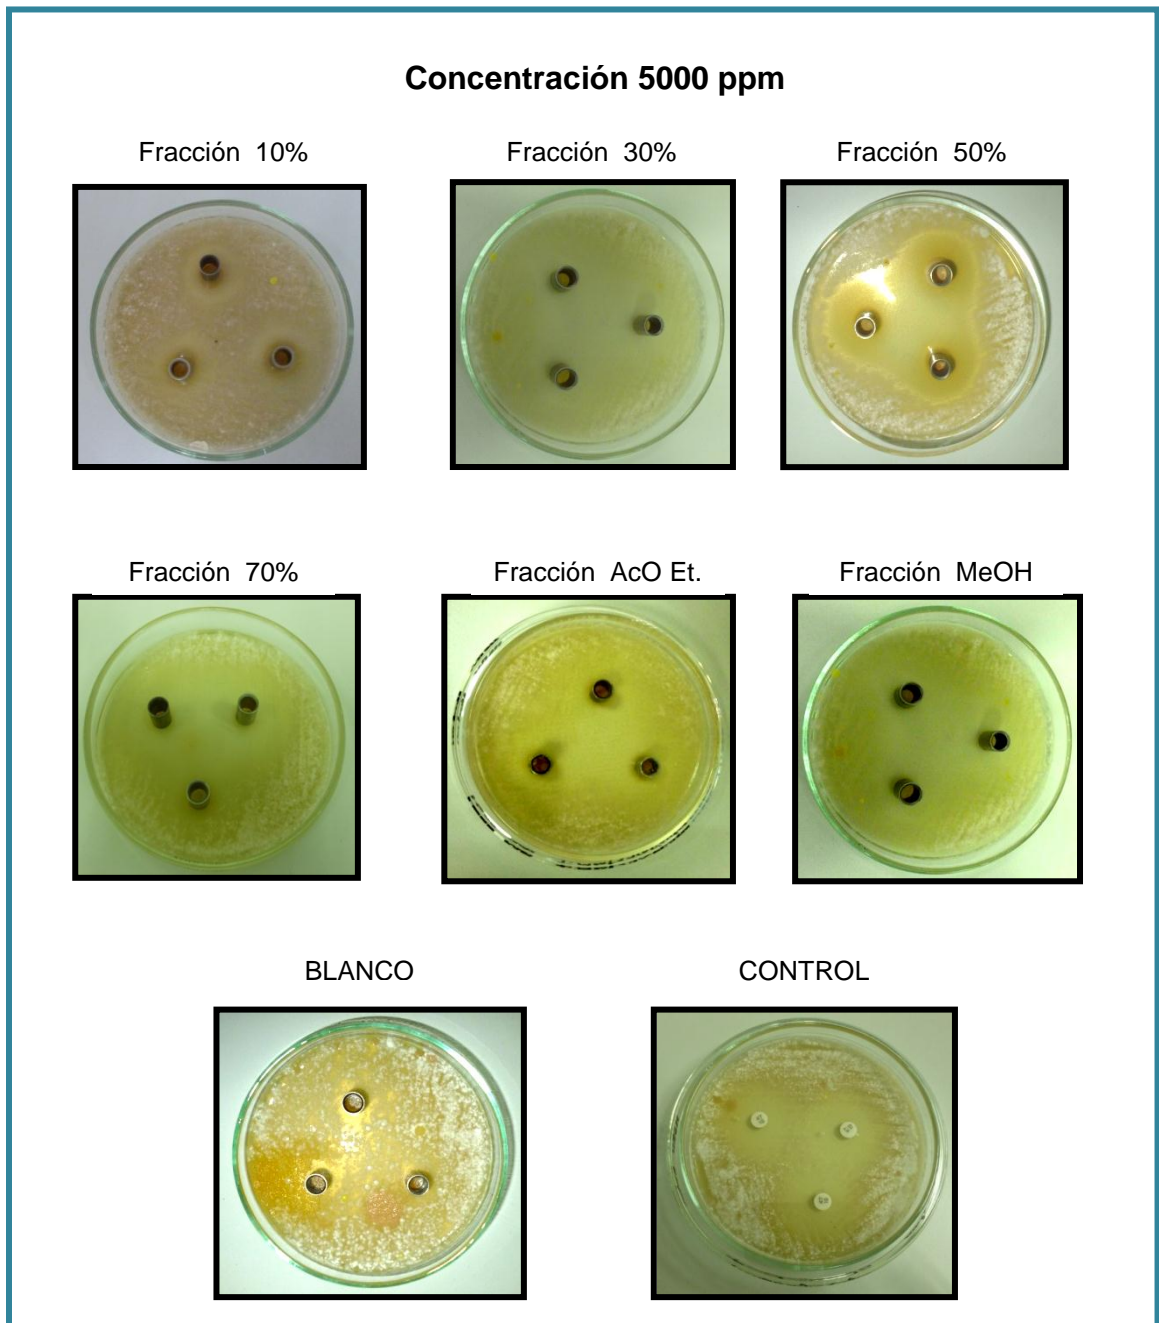 Concentración 5000 ppm
Fracción 10%
Fracción 30%
Fracción 50%
Fracción 70%
Fracción AcO Et.
Fracción MeOH
BLANCO
CONTROL